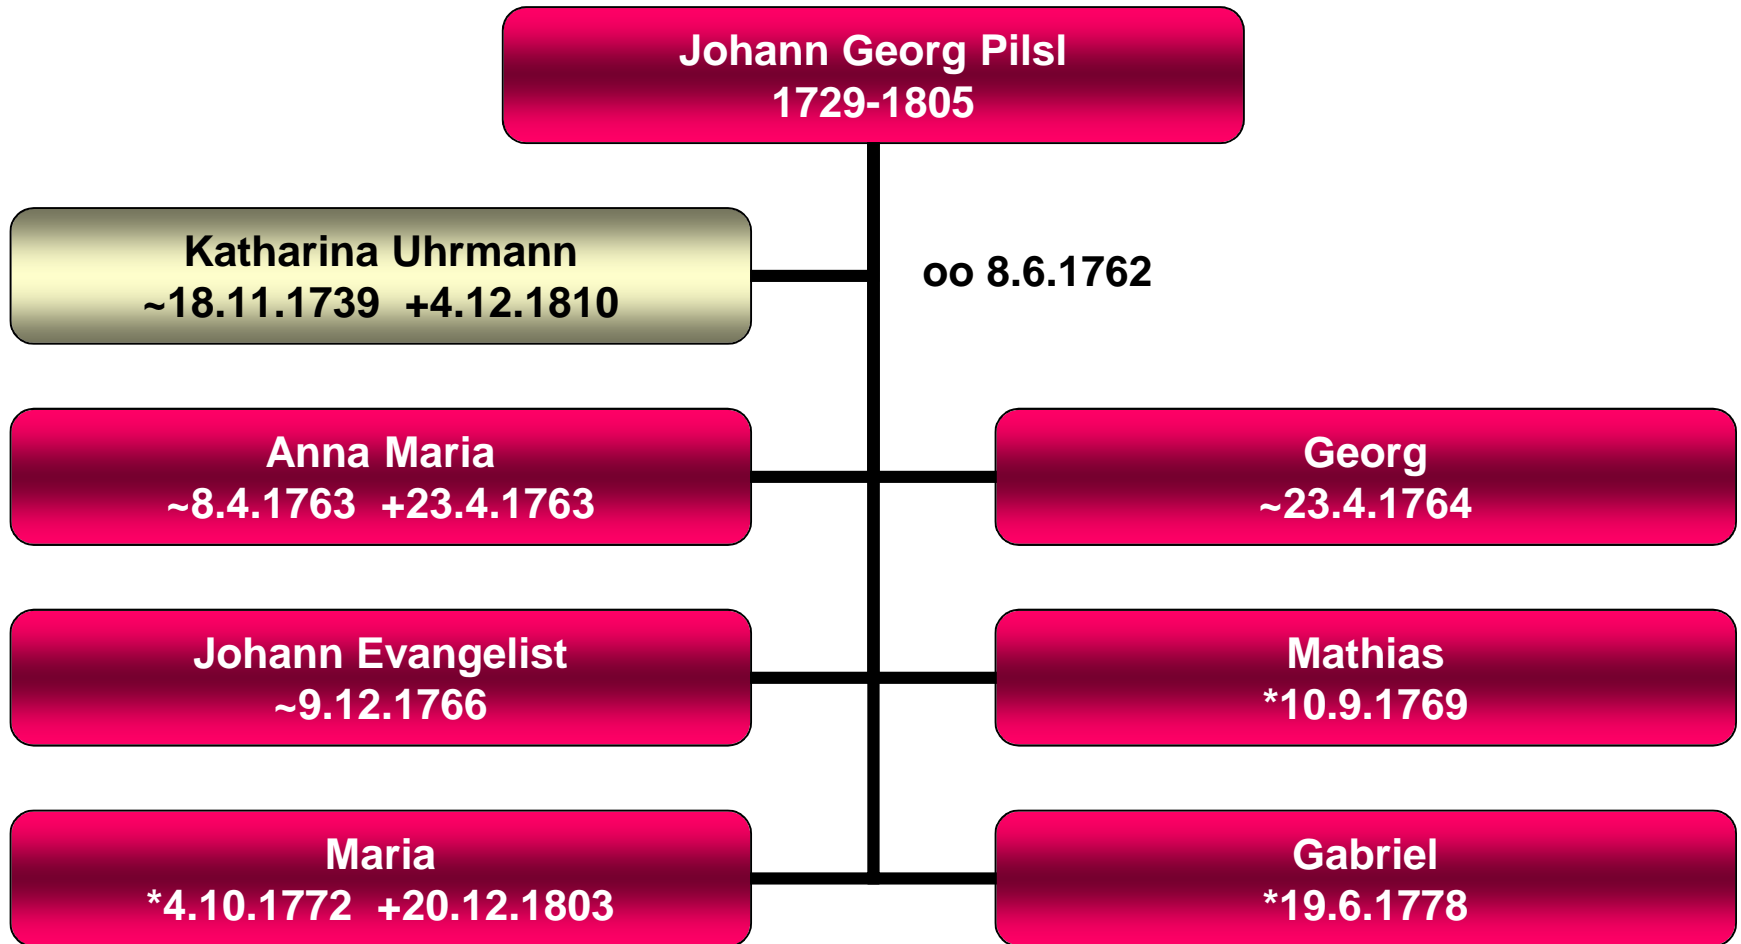 Johann Georg Pilsl
1729-1805
Katharina Uhrmann
~18.11.1739  +4.12.1810
oo 8.6.1762
Anna Maria
~8.4.1763  +23.4.1763
Georg
~23.4.1764
Johann Evangelist
~9.12.1766
Mathias
*10.9.1769
Maria
*4.10.1772  +20.12.1803
Gabriel
*19.6.1778